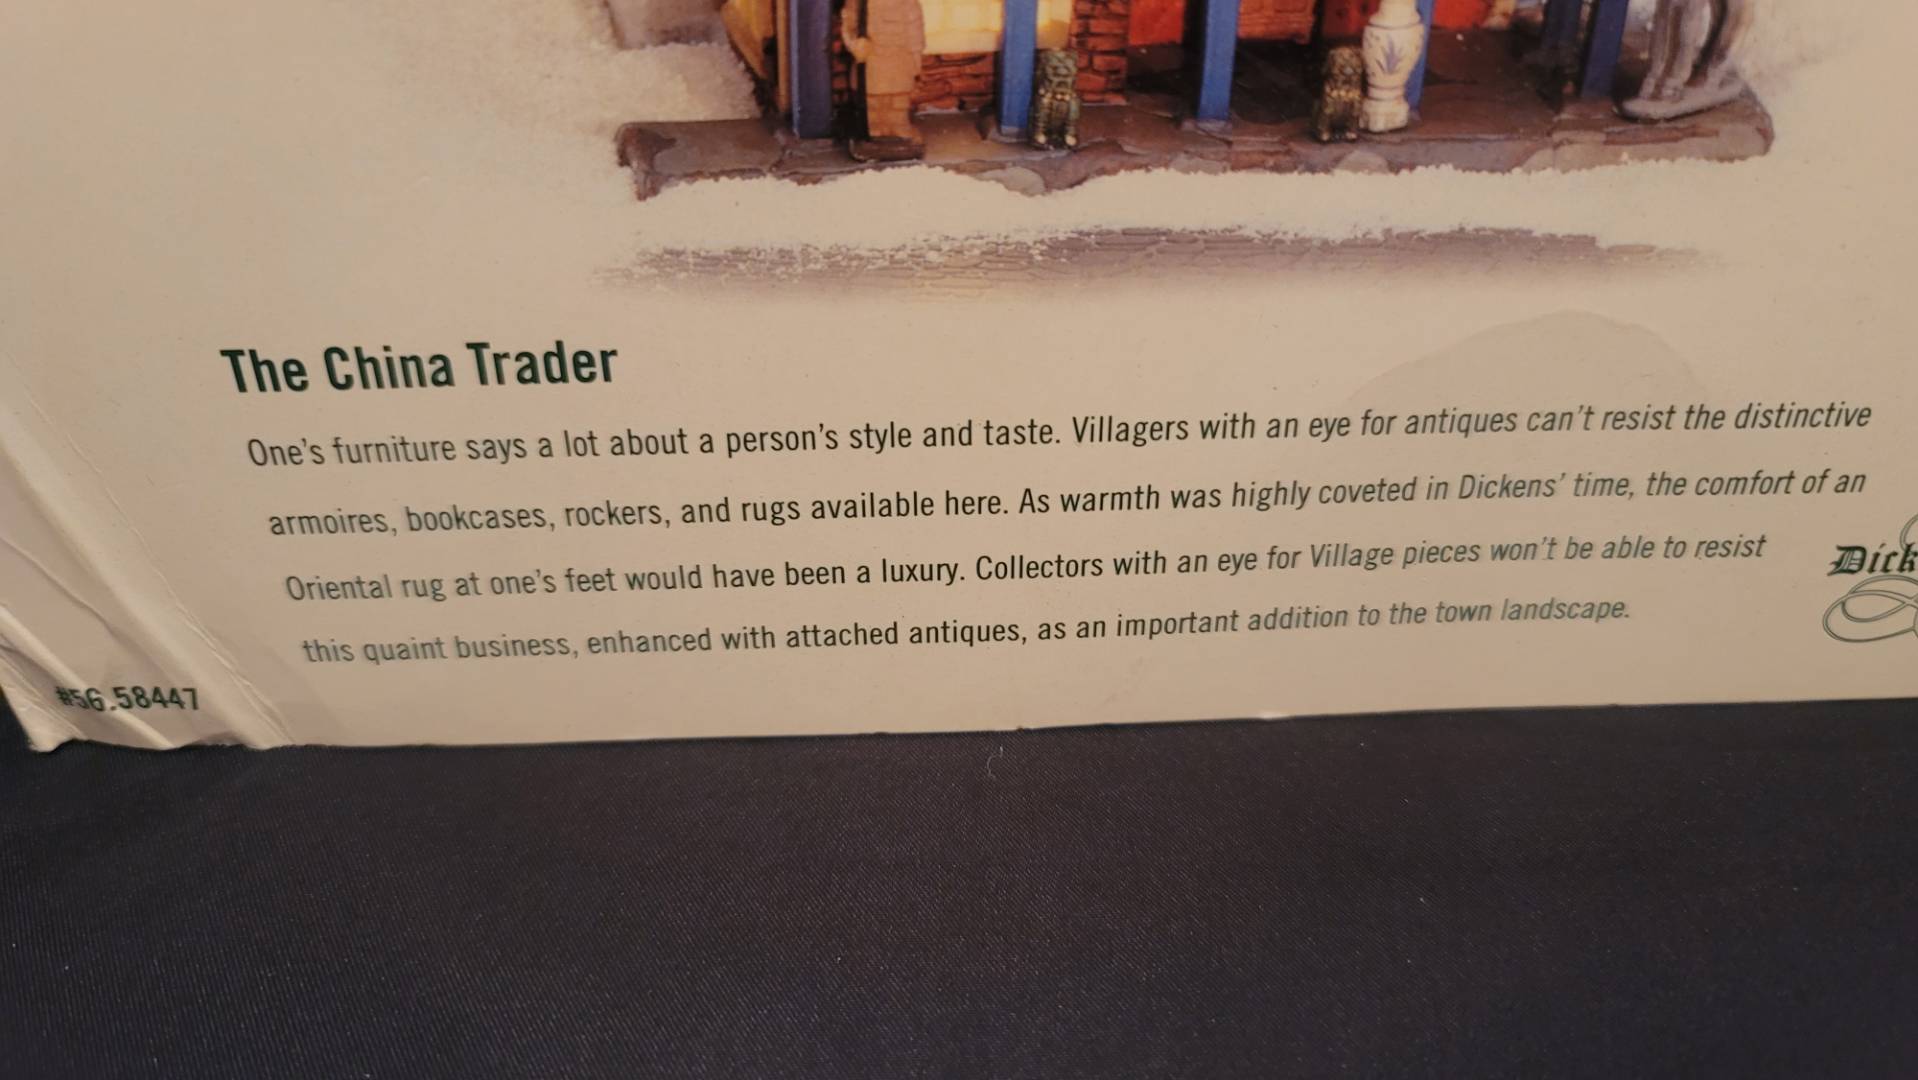 The China Trader
One's furniture says a lot about a person's style and taste. Villagers with an eye for antiques can't resist the distinctive
armoires, bookcases, rockers, and rugs available here. As warmth was highly coveted in Dickens' time, the comfort of an
Oriental rug at one's feet would have been a luxury. Collectors with an eye for Village pieces won't be able to resist
this quaint business, enhanced with attached antiques, as an important addition to the town landscape.
Dick
#56.58447